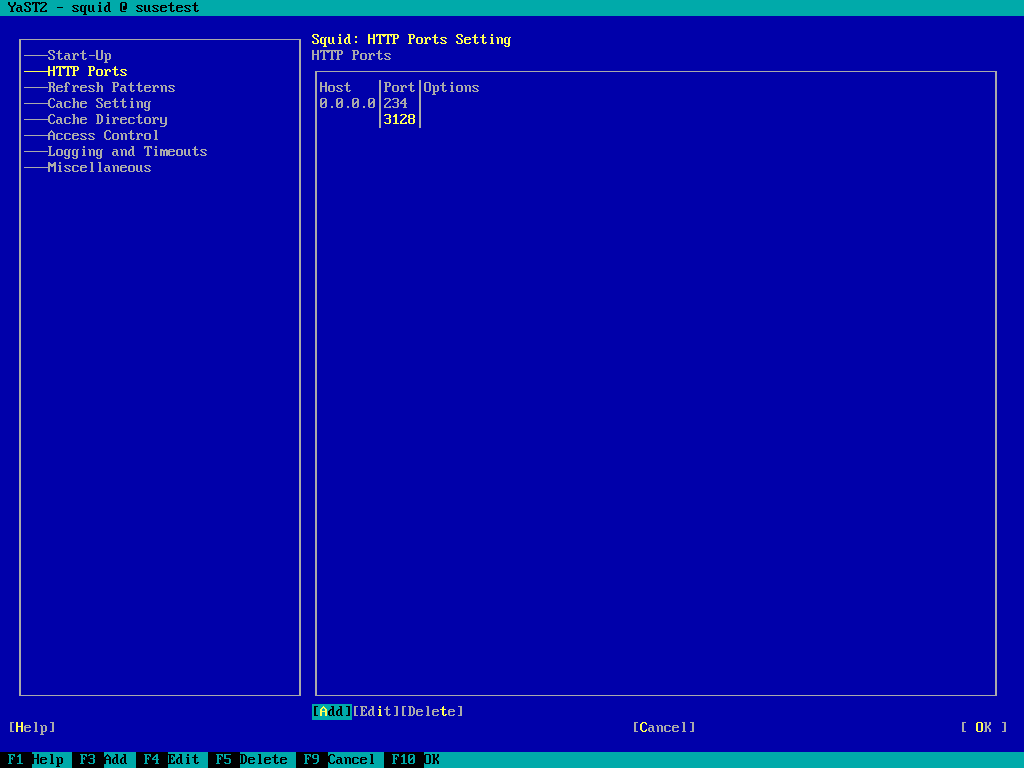 YaST2 - squid @ susetest
Start-Up
HTTP Ports
Refresh Patterns
Cache Setting
Cache Directory
Access Control
Logging and Timeouts
Miscellaneous
Squid: HTTP Ports Setting
HTTP Ports
Host |Port|Options
0.0.0.0|234 |
|3128|
[Add][Edit][Delete]
[Help] [Cancel] [ OK ]
F1 Help F3 Add F4 Edit F5 Delete F9 Cancel F10 OK